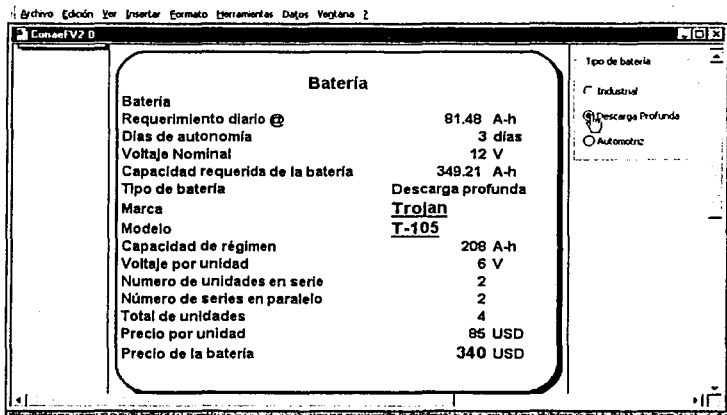 Archivo Edición Ver Insertar Formato Herramientas Datos Ventana ?
ConaeFV2 0
Batería
Batería
Requerimiento diario @ 81.48 A-h
Dias de autonomía 3 días
Voltaje Nominal 12 V
Capacidad requerida de la batería 349.21 A-h
Tipo de batería Descarga profunda
Marca Trojan
Modelo T-105
Capacidad de régimen 208 A-h
Voltaje por unidad 6 V
Numero de unidades en serie 2
Número de series en paralelo 2
Total de unidades 4
Precio por unidad 85 USD
Precio de la batería 340 USD
Tipo de batería
Industrial
Descarga Profunda
Automotriz